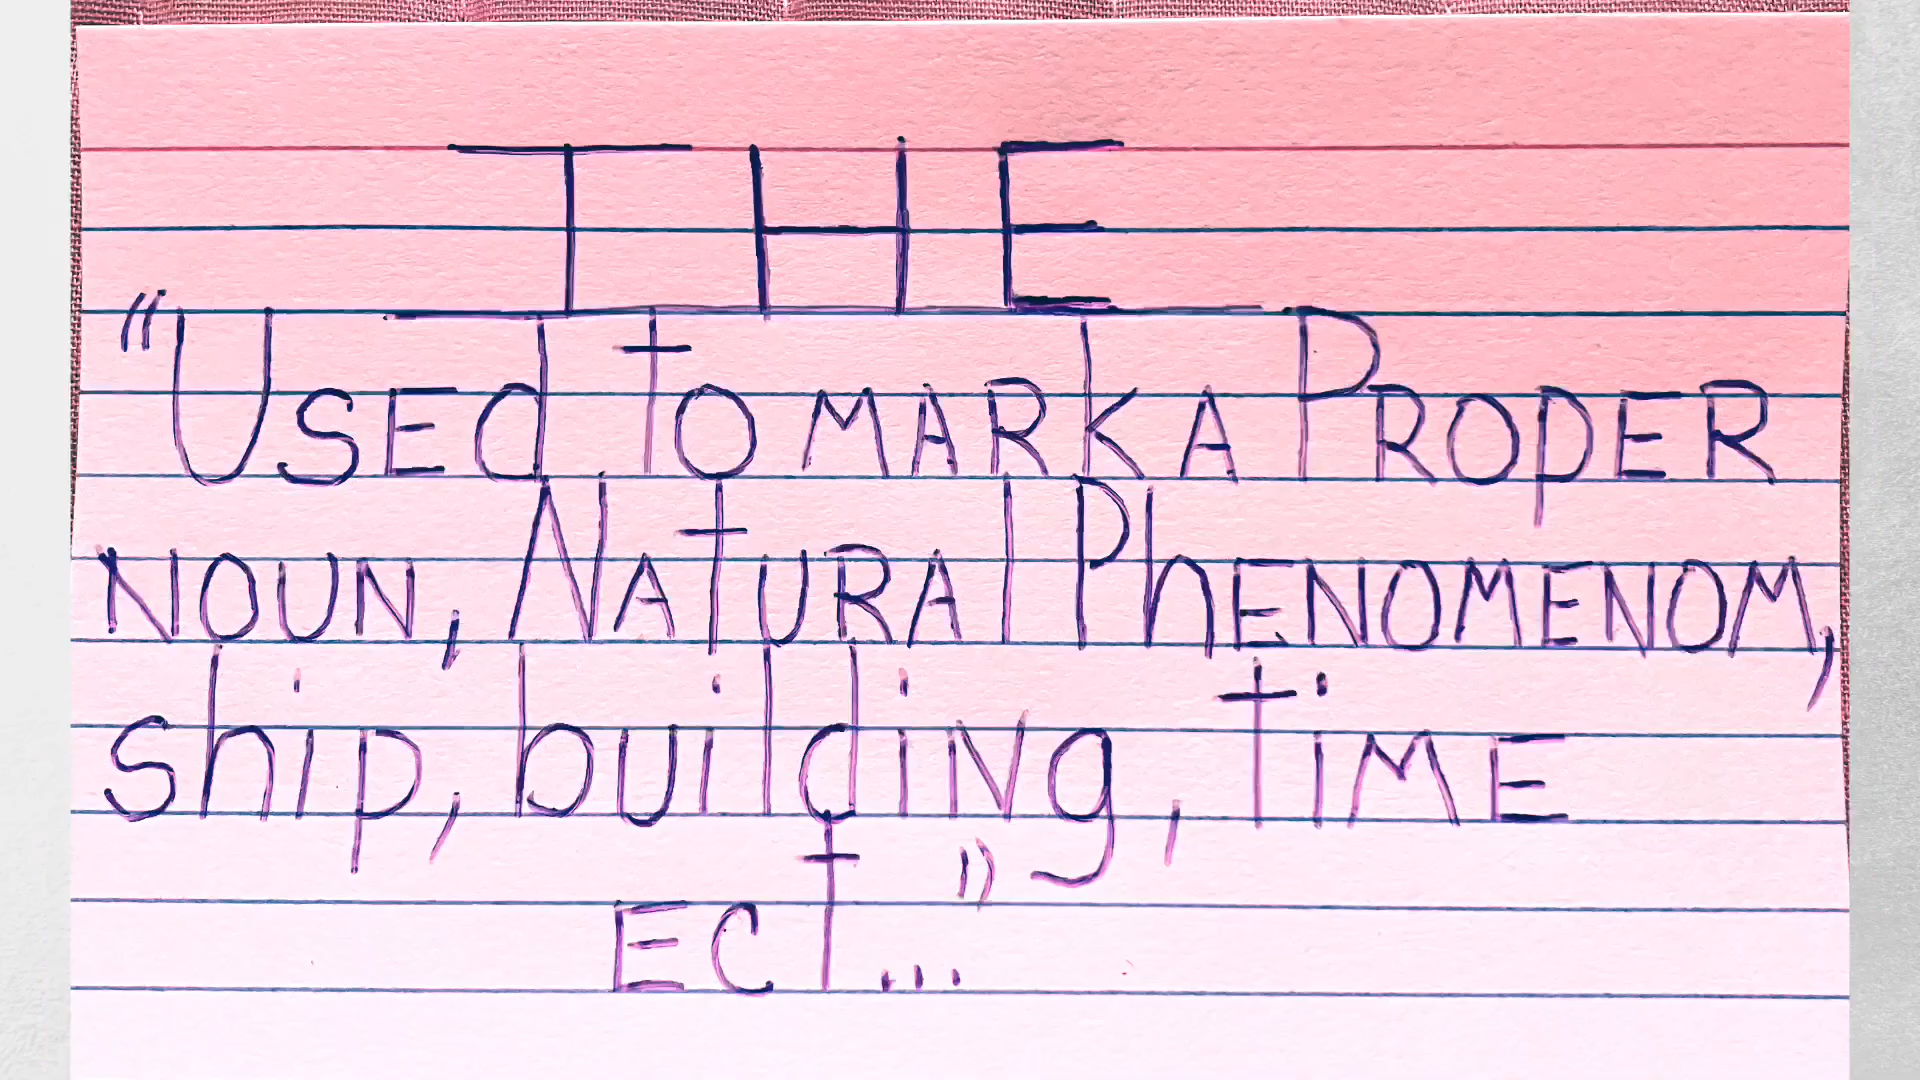 THE
"Used to mark a Proper
noun, Natural Phenomenom,
ship, building, time
ect..."